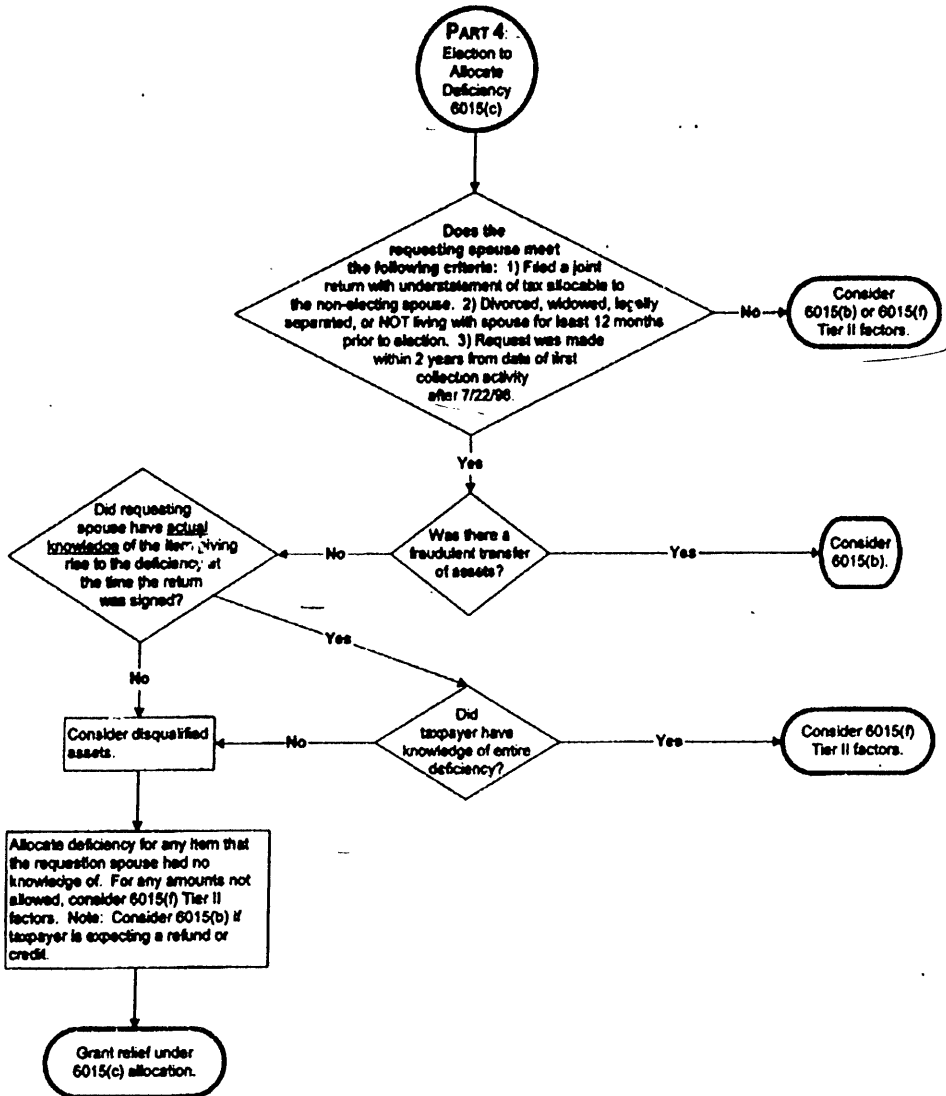 PART 4:
Election to
Allocate
Deficiency
6015(c)
Does the
requesting spouse meet
the following criteria: 1) Filed a joint
return with understatement of tax allocable to
the non-electing spouse. 2) Divorced, widowed, legally
separated, or NOT living with spouse for least 12 months
prior to election. 3) Request was made
within 2 years from date of first
collection activity
after 7/22/98.
No
Consider
6015(b) or 6015(f)
Tier II factors.
Yes
Did requesting
spouse have actual
knowledge of the item giving
rise to the deficiency at
the time the return
was signed?
No
Was there a
fraudulent transfer
of assets?
Yes
Consider
6015(b).
Yes
No
Consider disqualified
assets.
No
Did
taxpayer have
knowledge of entire
deficiency?
Yes
Consider 6015(f)
Tier II factors.
Allocate deficiency for any item that
the requestion spouse had no
knowledge of. For any amounts not
allowed, consider 6015(f) Tier II
factors. Note: Consider 6015(b) if
taxpayer is expecting a refund or
credit.
Grant relief under
6015(c) allocation.